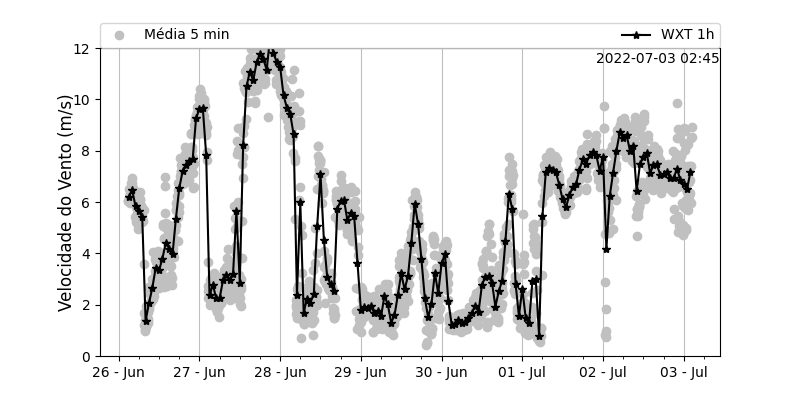 Média 5 min
WXT 1h
2022-07-03 02:45
Velocidade do Vento (m/s)
12
10
8
6
4
2
0
26 - Jun
27 - Jun
28 - Jun
29 - Jun
30 - Jun
01 - Jul
02 - Jul
03 - Jul